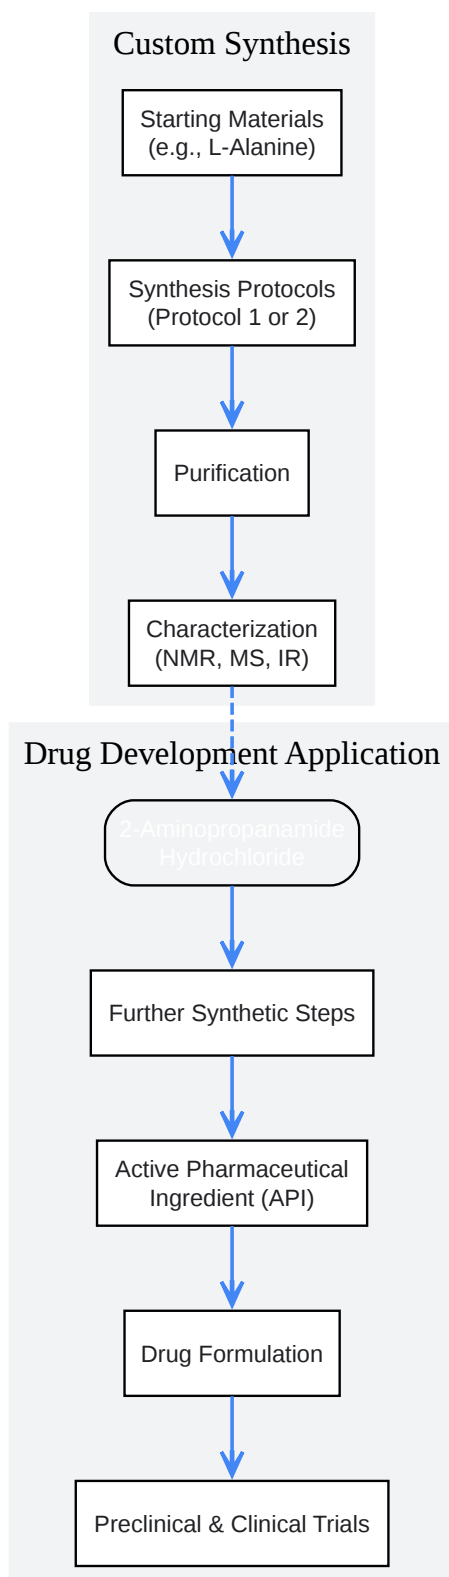 Custom Synthesis
Starting Materials
(e.g., L-Alanine)
Synthesis Protocols
(Protocol 1 or 2)
Purification
Characterization
(NMR, MS, IR)
Drug Development Application
2-Aminopropanamide
Hydrochloride
Further Synthetic Steps
Active Pharmaceutical
Ingredient (API)
Drug Formulation
Preclinical & Clinical Trials